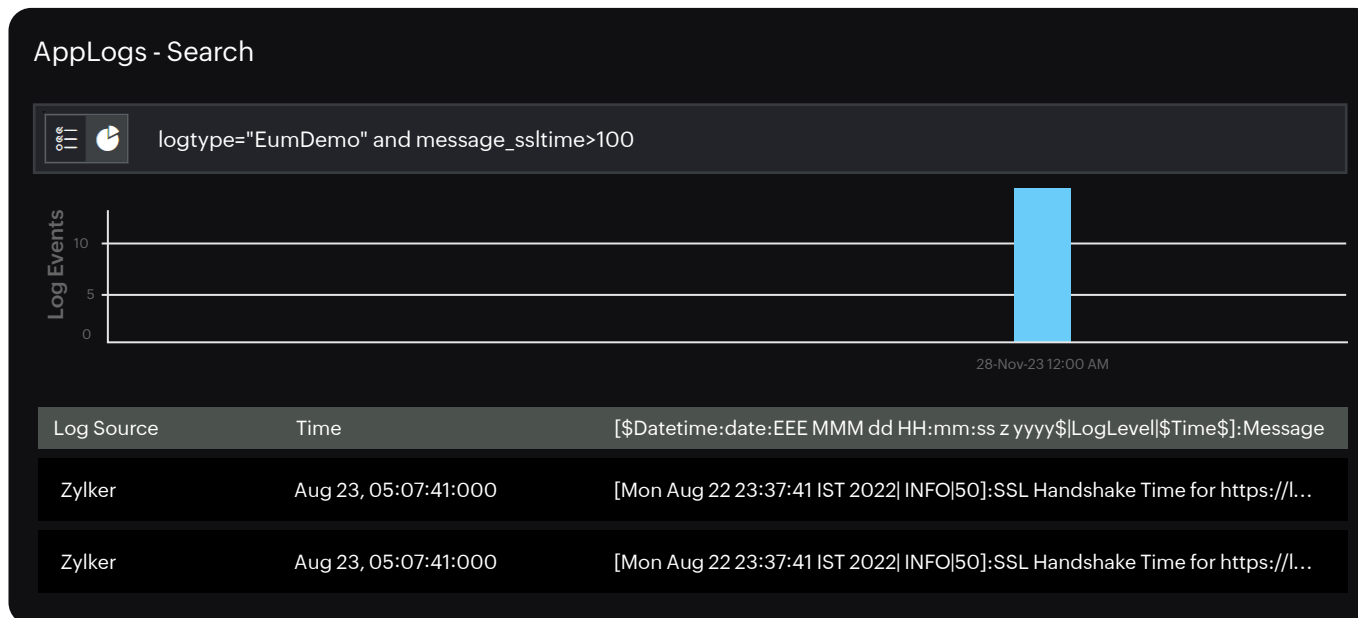 AppLogs - Search
logtype="EumDemo" and message_ssltime>100
Log Events
10
5
0
28-Nov-23 12:00 AM
Log Source Time [$Datetime:date:EEE MMM dd HH:mm:ss z yyyy$|LogLevel|$Time$]:Message
Zylker Aug 23, 05:07:41:000 [Mon Aug 22 23:37:41 IST 2022| INFO|50]:SSL Handshake Time for https://l...
Zylker Aug 23, 05:07:41:000 [Mon Aug 22 23:37:41 IST 2022| INFO|50]:SSL Handshake Time for https://l...